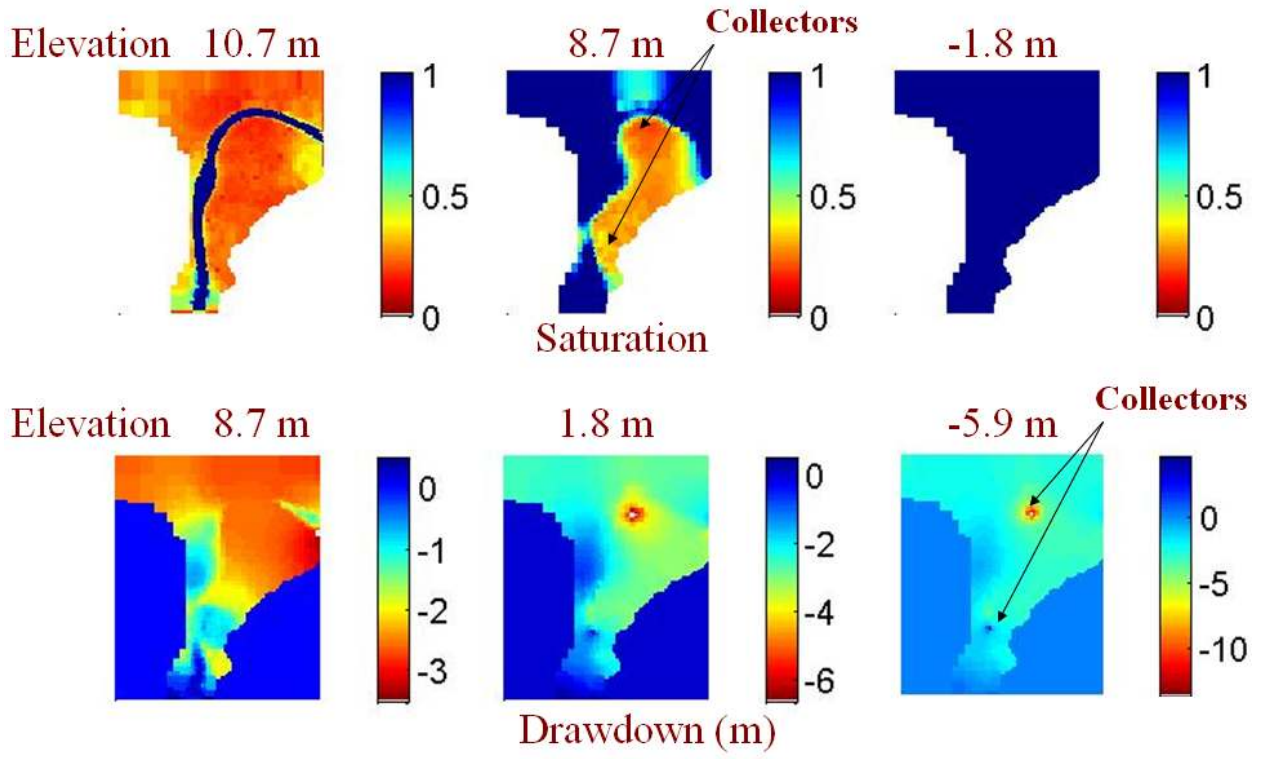 Collectors
Elevation 10.7 m 8.7 m -1.8 m
1 1 1
0.5 0.5 0.5
0 0 0
Saturation
Collectors
Elevation 8.7 m 1.8 m -5.9 m
0 0 0
-1 -2 -5
-2 -4 -10
-3 -6
Drawdown (m)